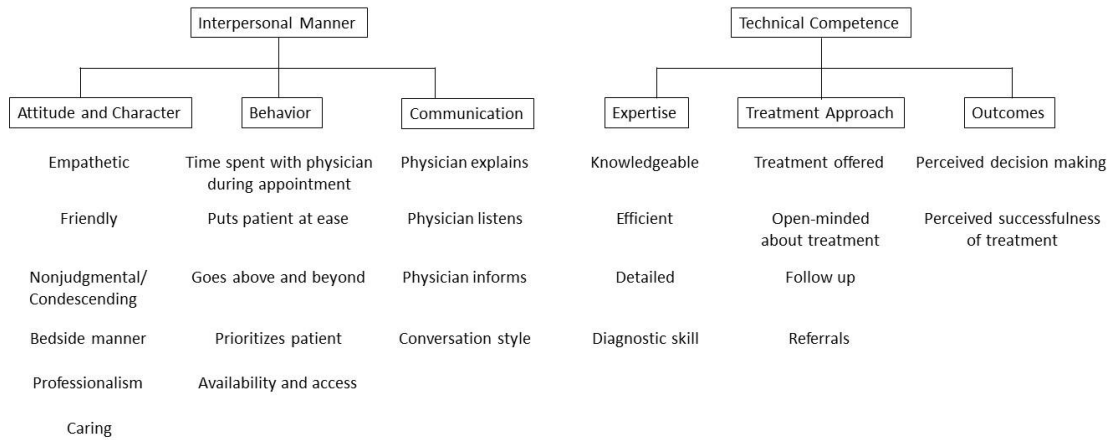 Interpersonal Manner
Technical Competence
Attitude and Character
Behavior
Communication
Expertise
Treatment Approach
Outcomes
Empathetic
Time spent with physician
during appointment
Physician explains
Knowledgeable
Treatment offered
Perceived decision making
Friendly
Puts patient at ease
Physician listens
Efficient
Open-minded
about treatment
Perceived successfulness
of treatment
Nonjudgmental/
Condescending
Goes above and beyond
Physician informs
Detailed
Follow up
Bedside manner
Prioritizes patient
Conversation style
Diagnostic skill
Referrals
Professionalism
Availability and access
Caring